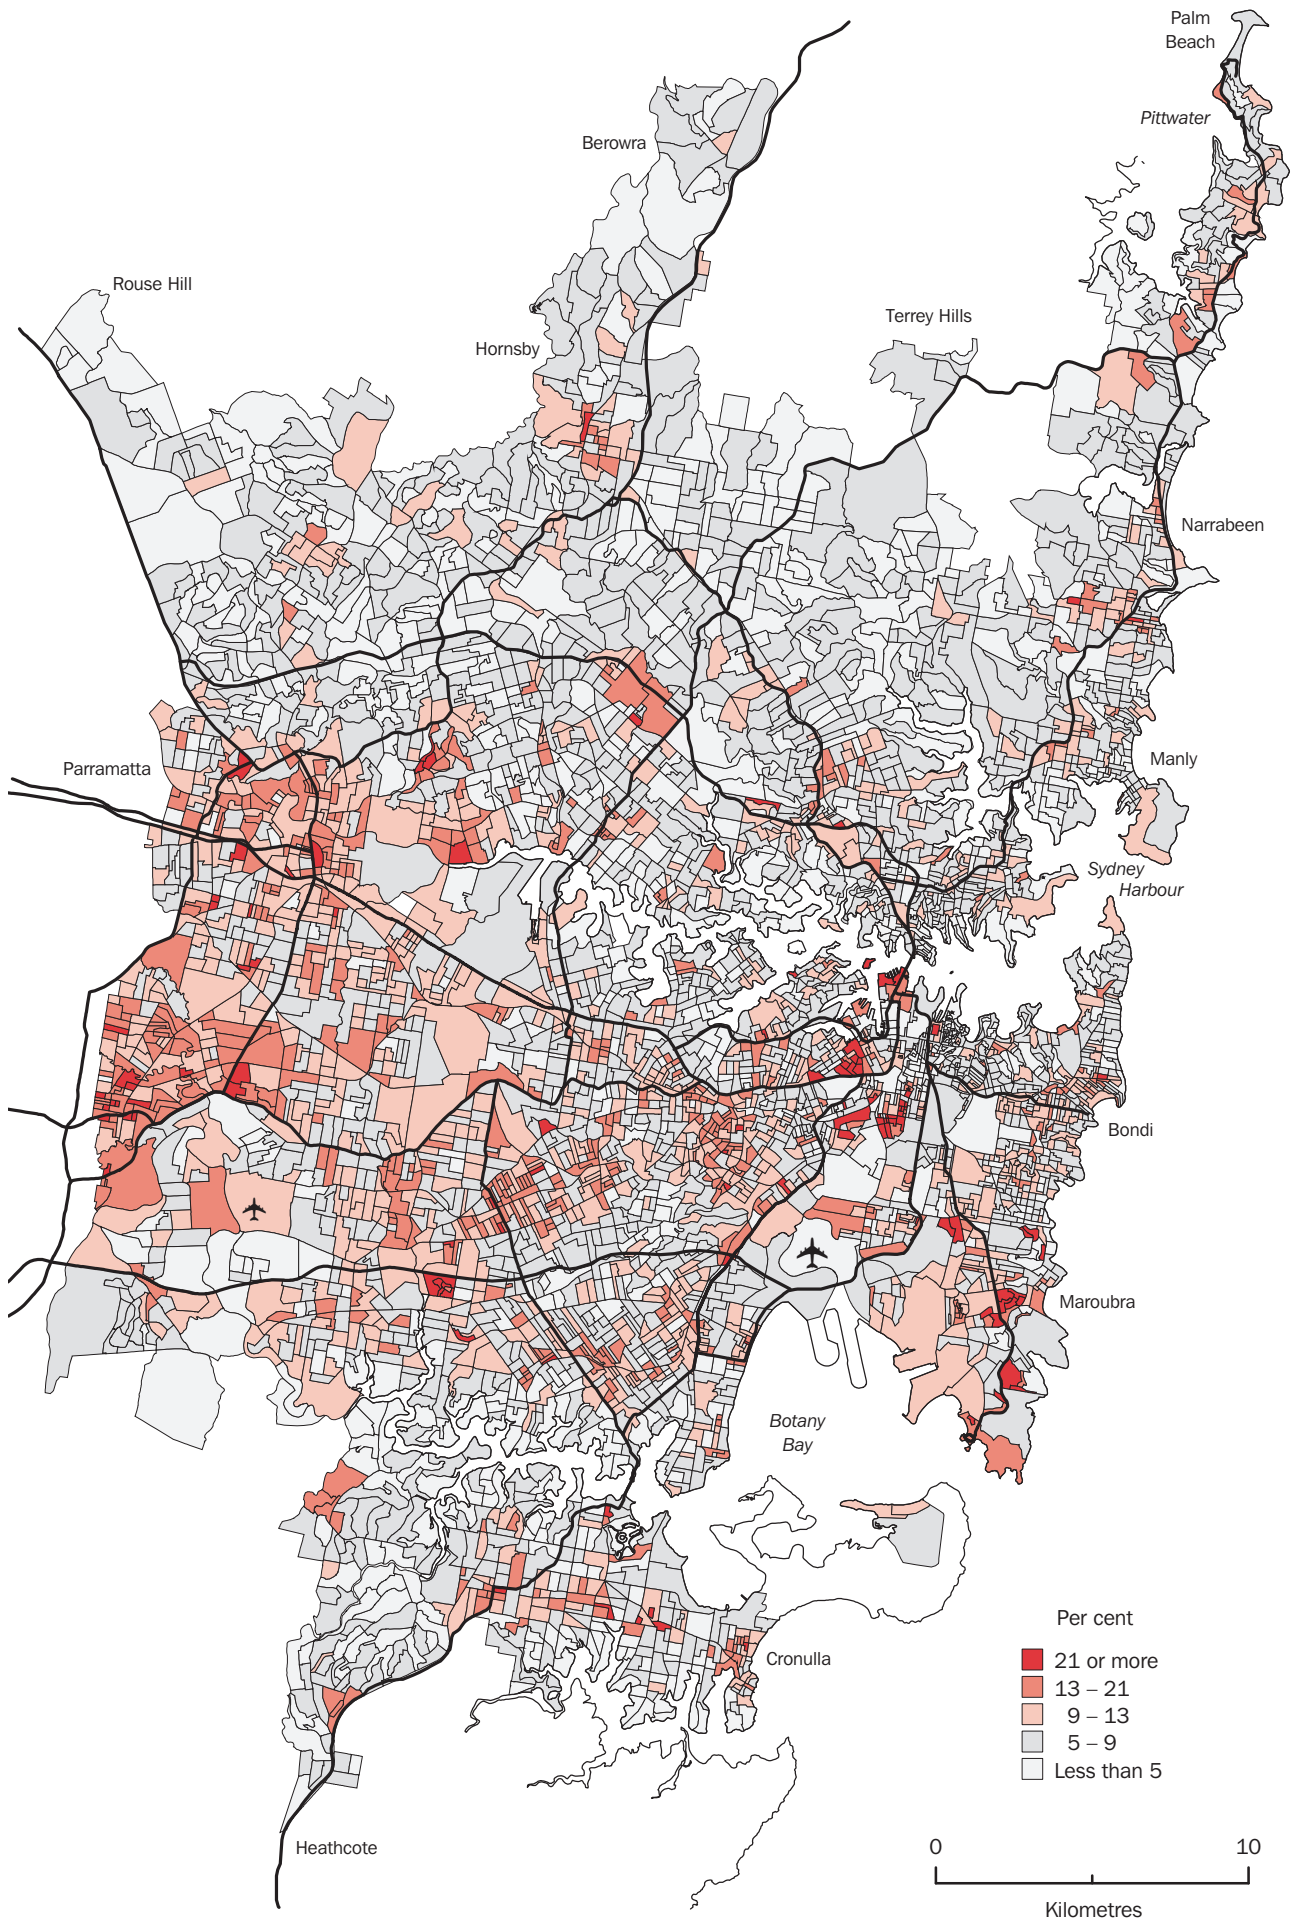 Palm
Beach
Pittwater
Berowra
Rouse Hill
Terrey Hills
Hornsby
Narrabeen
Manly
Parramatta
Sydney
Harbour
Bondi
Maroubra
Botany
Bay
Cronulla
Heathcote
Per cent
21 or more
13 – 21
9 – 13
5 – 9
Less than 5
0 10
Kilometres